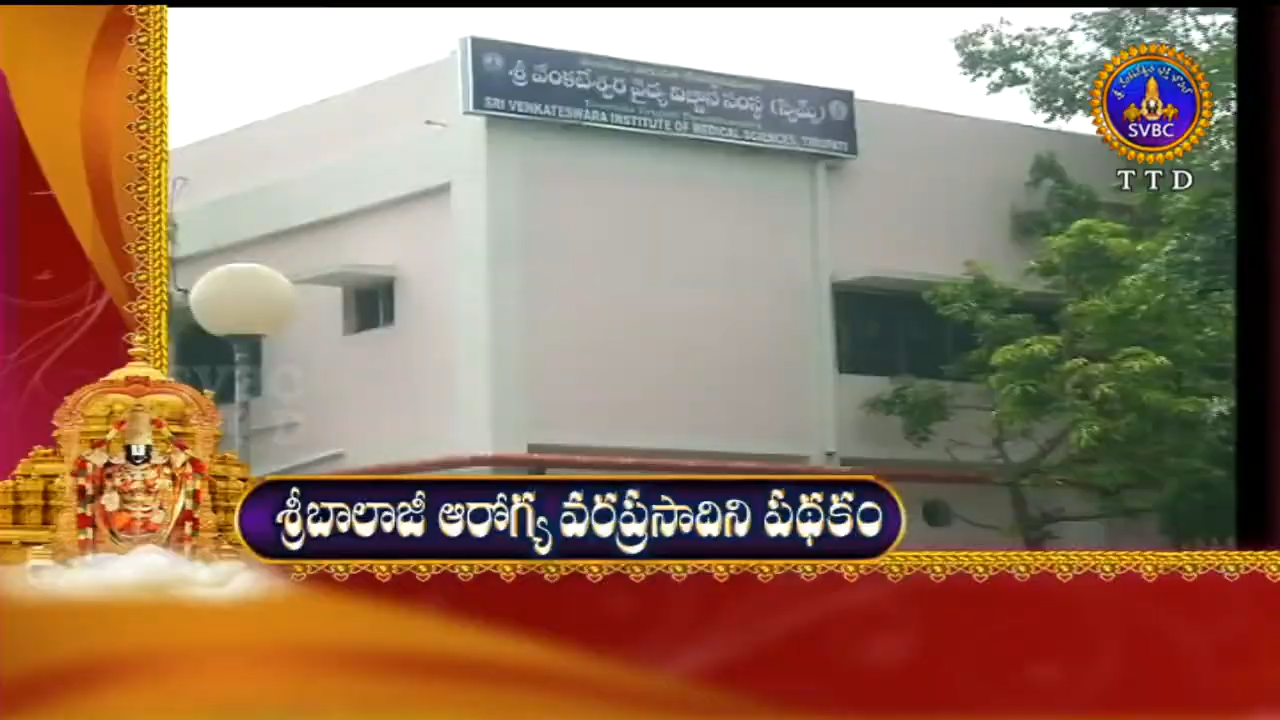 శ్రీ వేంకటేశ్వర వైద్య విజ్ఞాన సంస్థ (స్విమ్స్)
SRI VENKATESWARA INSTITUTE OF MEDICAL SCIENCES, TIRUPATI
SVBC
TTD
శ్రీబాలాజీ ఆరోగ్య వరప్రసాదిని పథకం